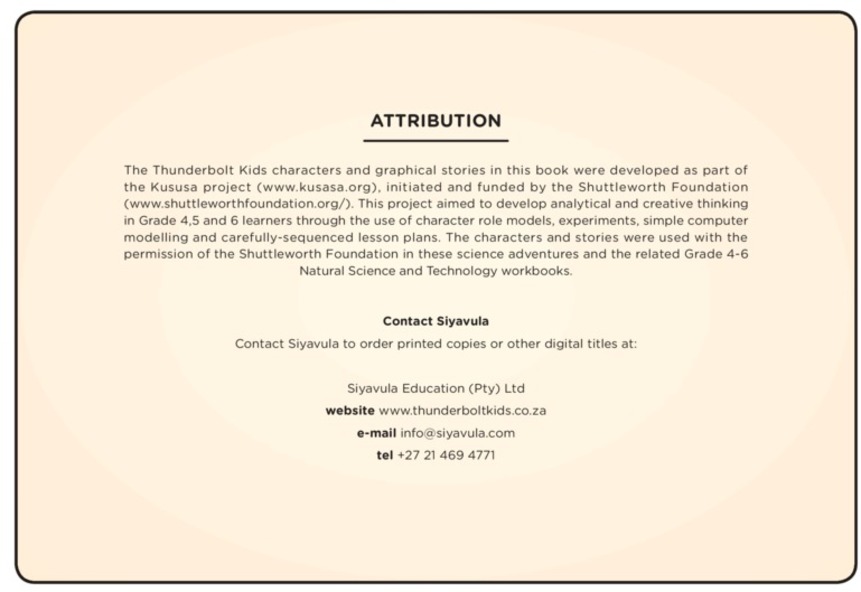 ATTRIBUTION
The Thunderbolt Kids characters and graphical stories in this book were developed as part of
the Kususa project (www.kusasa.org), initiated and funded by the Shuttleworth Foundation
(www.shuttleworthfoundation.org/). This project aimed to develop analytical and creative thinking
in Grade 4,5 and 6 learners through the use of character role models, experiments, simple computer
modelling and carefully-sequenced lesson plans. The characters and stories were used with the
permission of the Shuttleworth Foundation in these science adventures and the related Grade 4-6
Natural Science and Technology workbooks.
Contact Siyavula
Contact Siyavula to order printed copies or other digital titles at:
Siyavula Education (Pty) Ltd
website www.thunderboltkids.co.za
e-mail info@siyavula.com
tel +27 21 469 4771